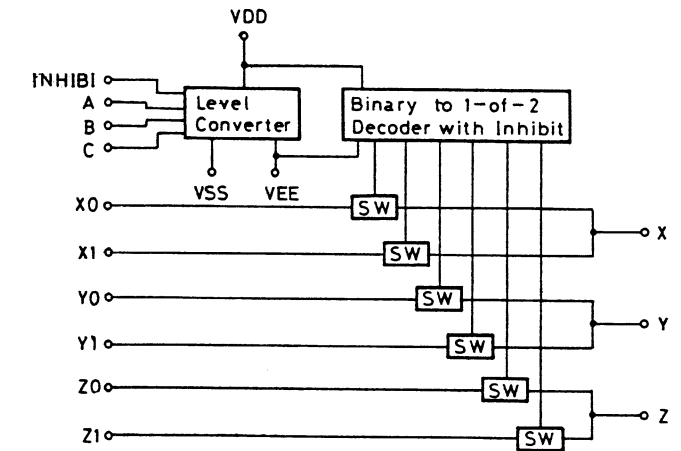 VDD
INHIBI
A
B
C
Level
Converter
Binary to 1-of-2
Decoder with Inhibit
VSS
VEE
X0
SW
X
X1
SW
Y0
SW
Y
Y1
SW
Z0
SW
Z
Z1
SW